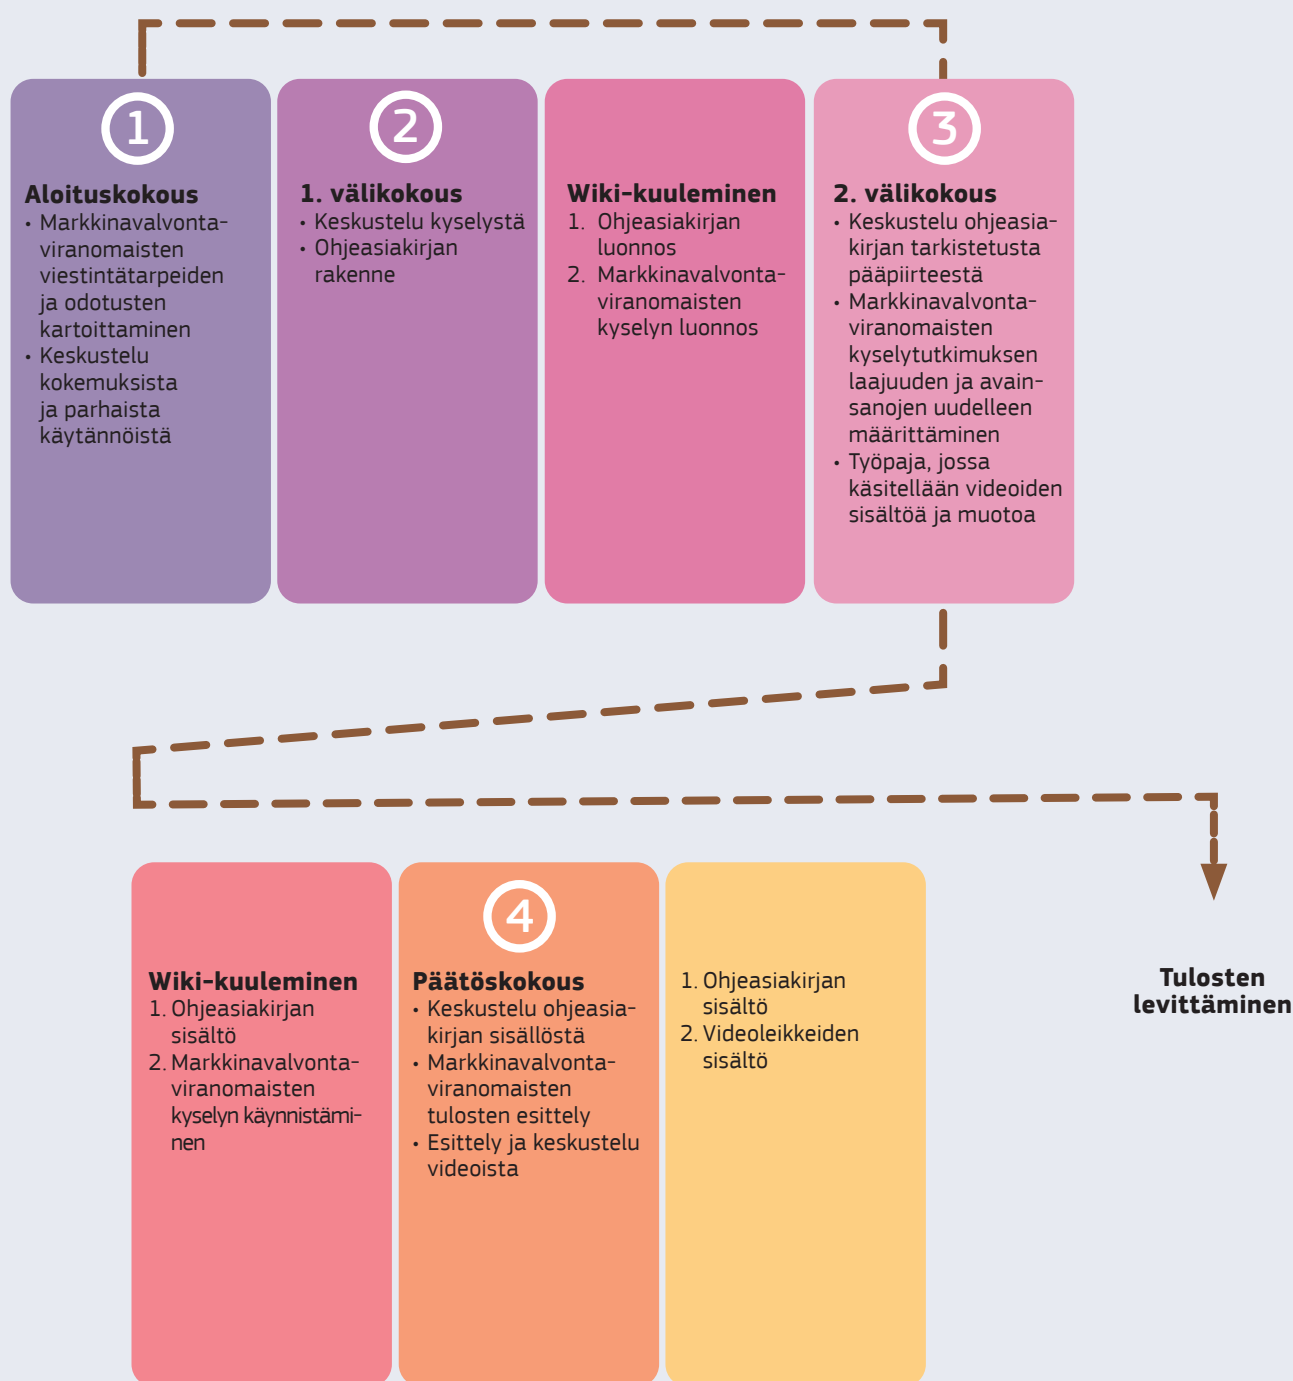 1
Aloituskokous
• Markkinavalvonta-
viranomaisten
viestintätarpeiden
ja odotusten
kartoittaminen
• Keskustelu
kokemuksista
ja parhaista
käytännöistä
2
1. välikokous
• Keskustelu kyselystä
• Ohjeasiakirjan
rakenne
Wiki-kuuleminen
1. Ohjeasiakirjan
luonnos
2. Markkinavalvonta-
viranomaisten
kyselyn luonnos
3
2. välikokous
• Keskustelu ohjeasia-
kirjan tarkistetusta
pääpiirteestä
• Markkinavalvonta-
viranomaisten
kyselytutkimuksen
laajuuden ja avain-
sanojen uudelleen
määrittäminen
• Työpaja, jossa
käsitellään videoiden
sisältöä ja muotoa
Wiki-kuuleminen
1. Ohjeasiakirjan
sisältö
2. Markkinavalvonta-
viranomaisten
kyselyn käynnistämi-
nen
4
Päätöskokous
• Keskustelu ohjeasia-
kirjan sisällöstä
• Markkinavalvonta-
viranomaisten
tulosten esittely
• Esittely ja keskustelu
videoista
1. Ohjeasiakirjan
sisältö
2. Videoleikkeiden
sisältö
Tulosten
levittäminen